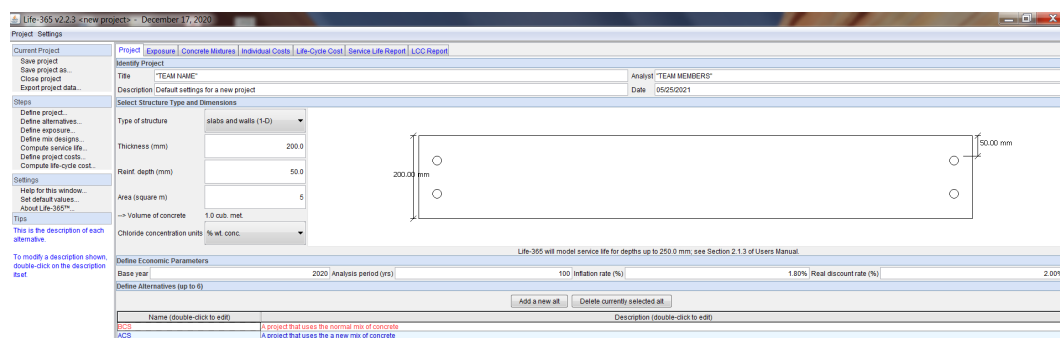 Life-365 v2.2.3 <new project> - December 17, 2020
Project Settings
Current Project
Save project
Save project as...
Close project
Export project data...
Steps
Define project...
Define alternatives...
Define exposure...
Define mix designs...
Compute service life...
Define project costs...
Compute life-cycle cost...
Settings
Help for this window...
Set default values...
About Life-365™...
Tips
This is the description of each
alternative.
To modify a description shown,
double-click on the description
itself.
Project Exposure Concrete Mixtures Individual Costs Life-Cycle Cost Service Life Report LCC Report
Identify Project
Title "TEAM NAME" Analyst "TEAM MEMBERS"
Description Default settings for a new project Date 05/25/2021
Select Structure Type and Dimensions
Type of structure slabs and walls (1-D)
Thickness (mm) 200.0
Reinf. depth (mm) 50.0
Area (square m) 5
--> Volume of concrete 1.0 cub. met.
Chloride concentration units % wt. conc.
200.00 mm
50.00 mm
Life-365 will model service life for depths up to 250.0 mm; see Section 2.1.3 of Users Manual.
Define Economic Parameters
Base year 2020 Analysis period (yrs) 100 Inflation rate (%) 1.80% Real discount rate (%) 2.00%
Define Alternatives (up to 6)
Add a new alt Delete currently selected alt
Name (double-click to edit) Description (double-click to edit)
BCS A project that uses the normal mix of concrete
ACS A project that uses the a new mix of concrete